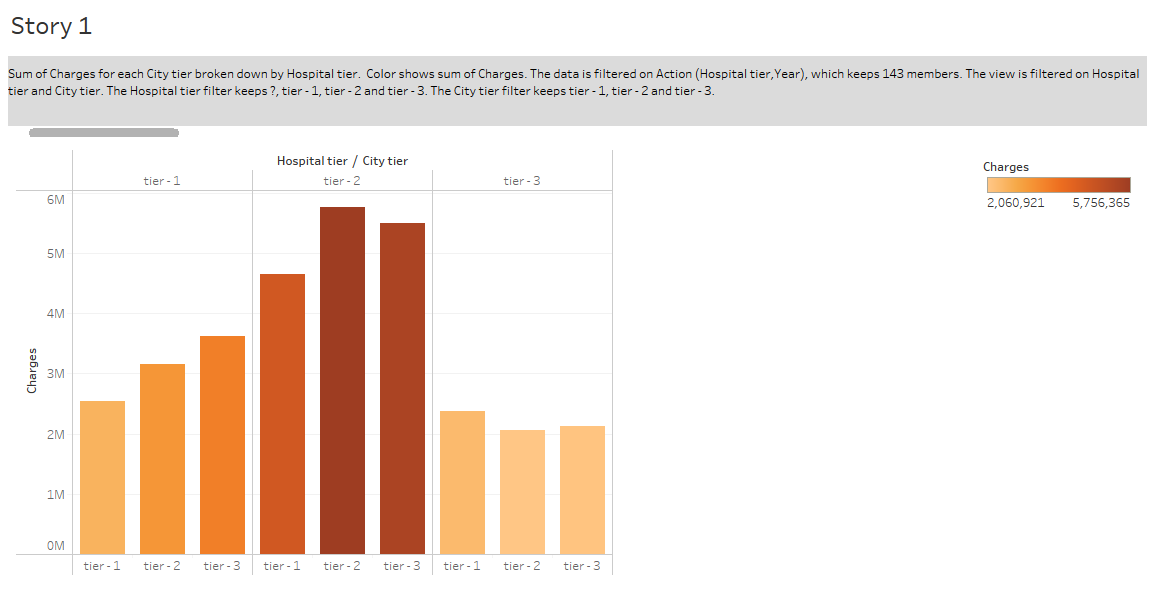 Story 1
Sum of Charges for each City tier broken down by Hospital tier.  Color shows sum of Charges. The data is filtered on Action (Hospital tier,Year), which keeps 143 members. The view is filtered on Hospital
tier and City tier. The Hospital tier filter keeps ?, tier - 1, tier - 2 and tier - 3. The City tier filter keeps tier - 1, tier - 2 and tier - 3.
Hospital tier / City tier
tier - 1 tier - 2 tier - 3
Charges
2,060,921 5,756,365
6M
5M
4M
3M
2M
1M
0M
Charges
tier - 1 tier - 2 tier - 3 tier - 1 tier - 2 tier - 3 tier - 1 tier - 2 tier - 3